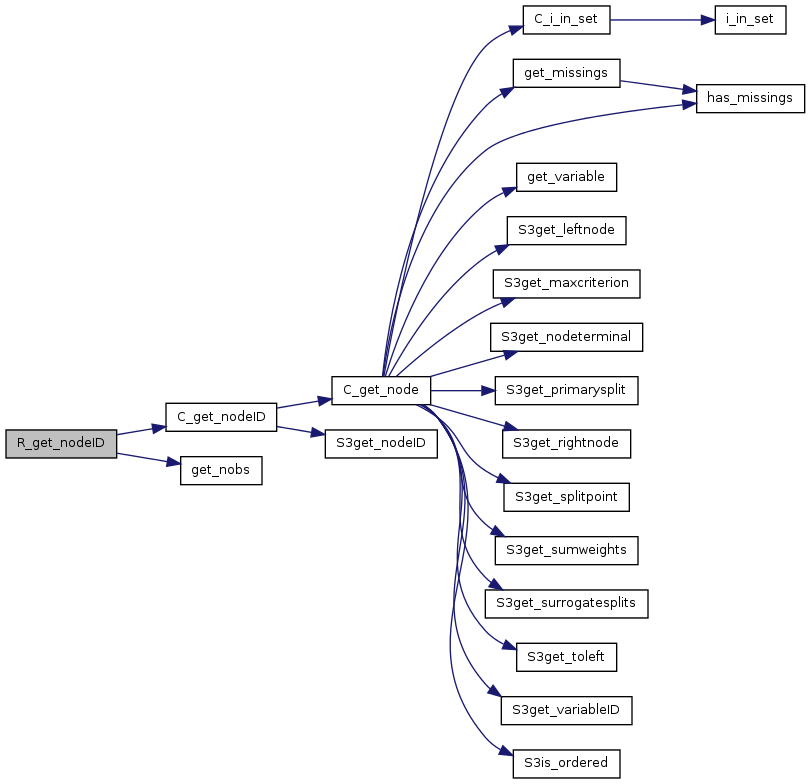 C_i_in_set
i_in_set
get_missings
has_missings
get_variable
S3get_leftnode
S3get_maxcriterion
S3get_nodeterminal
C_get_node
S3get_primarysplit
C_get_nodeID
R_get_nodeID
S3get_nodeID
S3get_rightnode
get_nobs
S3get_splitpoint
S3get_sumweights
S3get_surrogatesplits
S3get_toleft
S3get_variableID
S3is_ordered